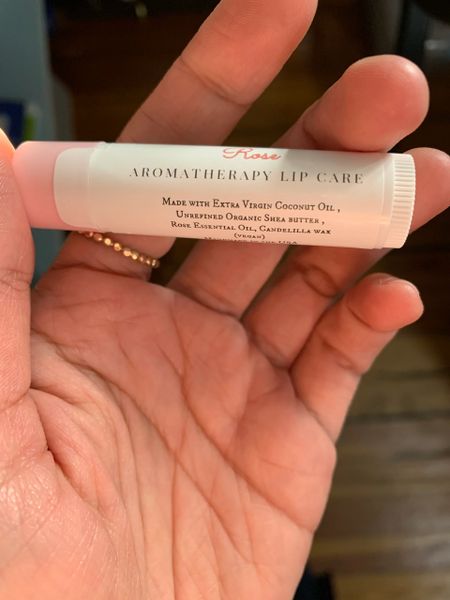 Rose
AROMATHERAPY LIP CARE
MADE WITH EXTRA VIRGIN COCONUT OIL ,
UNREFINED ORGANIC SHEA BUTTER ,
ROSE ESSENTIAL OIL, CANDELILLA WAX
(VEGAN)